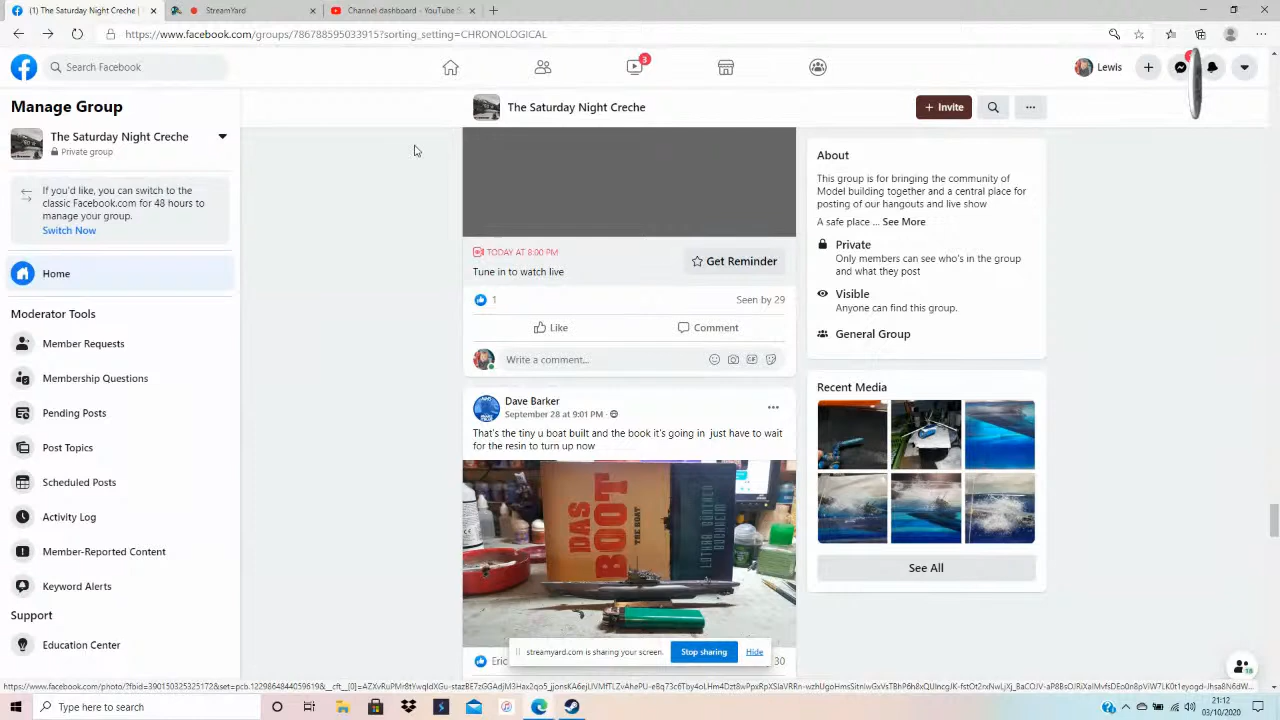 (1) The Saturday Night Creche |
StreamYard
Channel dashboard - YouTube S
https://www.facebook.com/groups/786788595033915?sorting_setting=CHRONOLOGICAL
Search Facebook
3
Lewis
Manage Group
The Saturday Night Creche
Private group
If you'd like, you can switch to the
classic Facebook.com for 48 hours to
manage your group.
Switch Now
Home
Moderator Tools
Member Requests
Membership Questions
Pending Posts
Post Topics
Scheduled Posts
Activity Log
Member-Reported Content
Keyword Alerts
Support
Education Center
The Saturday Night Creche
+ Invite
TODAY AT 8:00 PM
Tune in to watch live
Get Reminder
1
Seen by 29
Like
Comment
Write a comment...
GIF
Dave Barker
September 28 at 9:01 PM
That's the tiny u boat built and the book it's going in just have to wait
for the resin to turn up now
DAS
BOOT
THE BOAT
LOTHAR GÜNTHER
BUCHHEIM
Eric
30
streamyard.com is sharing your screen.
Stop sharing
Hide
About
This group is for bringing the community of
Model building together and a central place for
posting of our hangouts and live show
A safe place ... See More
Private
Only members can see who's in the group
and what they post
Visible
Anyone can find this group.
General Group
Recent Media
See All
Type here to search
21:12
03/10/2020